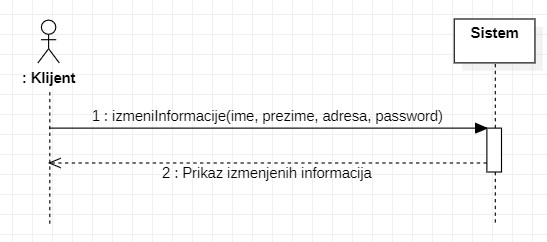 Sistem
: Klijent
1 : izmeniInformacije(ime, prezime, adresa, password)
2 : Prikaz izmenjenih informacija